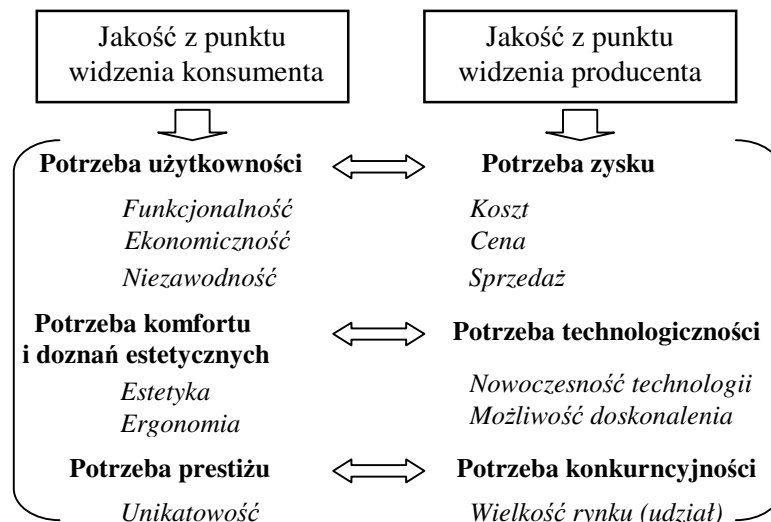 Jakość z punktu
widzenia konsumenta
Jakość z punktu
widzenia producenta
Potrzeba użytkowności
Potrzeba zysku
Funkcjonalność
Koszt
Ekonomiczność
Cena
Niezawodność
Sprzedaż
Potrzeba komfortu
i doznań estetycznych
Potrzeba technologiczności
Estetyka
Ergonomia
Nowoczesność technologii
Możliwość doskonalenia
Potrzeba prestiżu
Potrzeba konkurncyjności
Unikatowość
Wielkość rynku (udział)